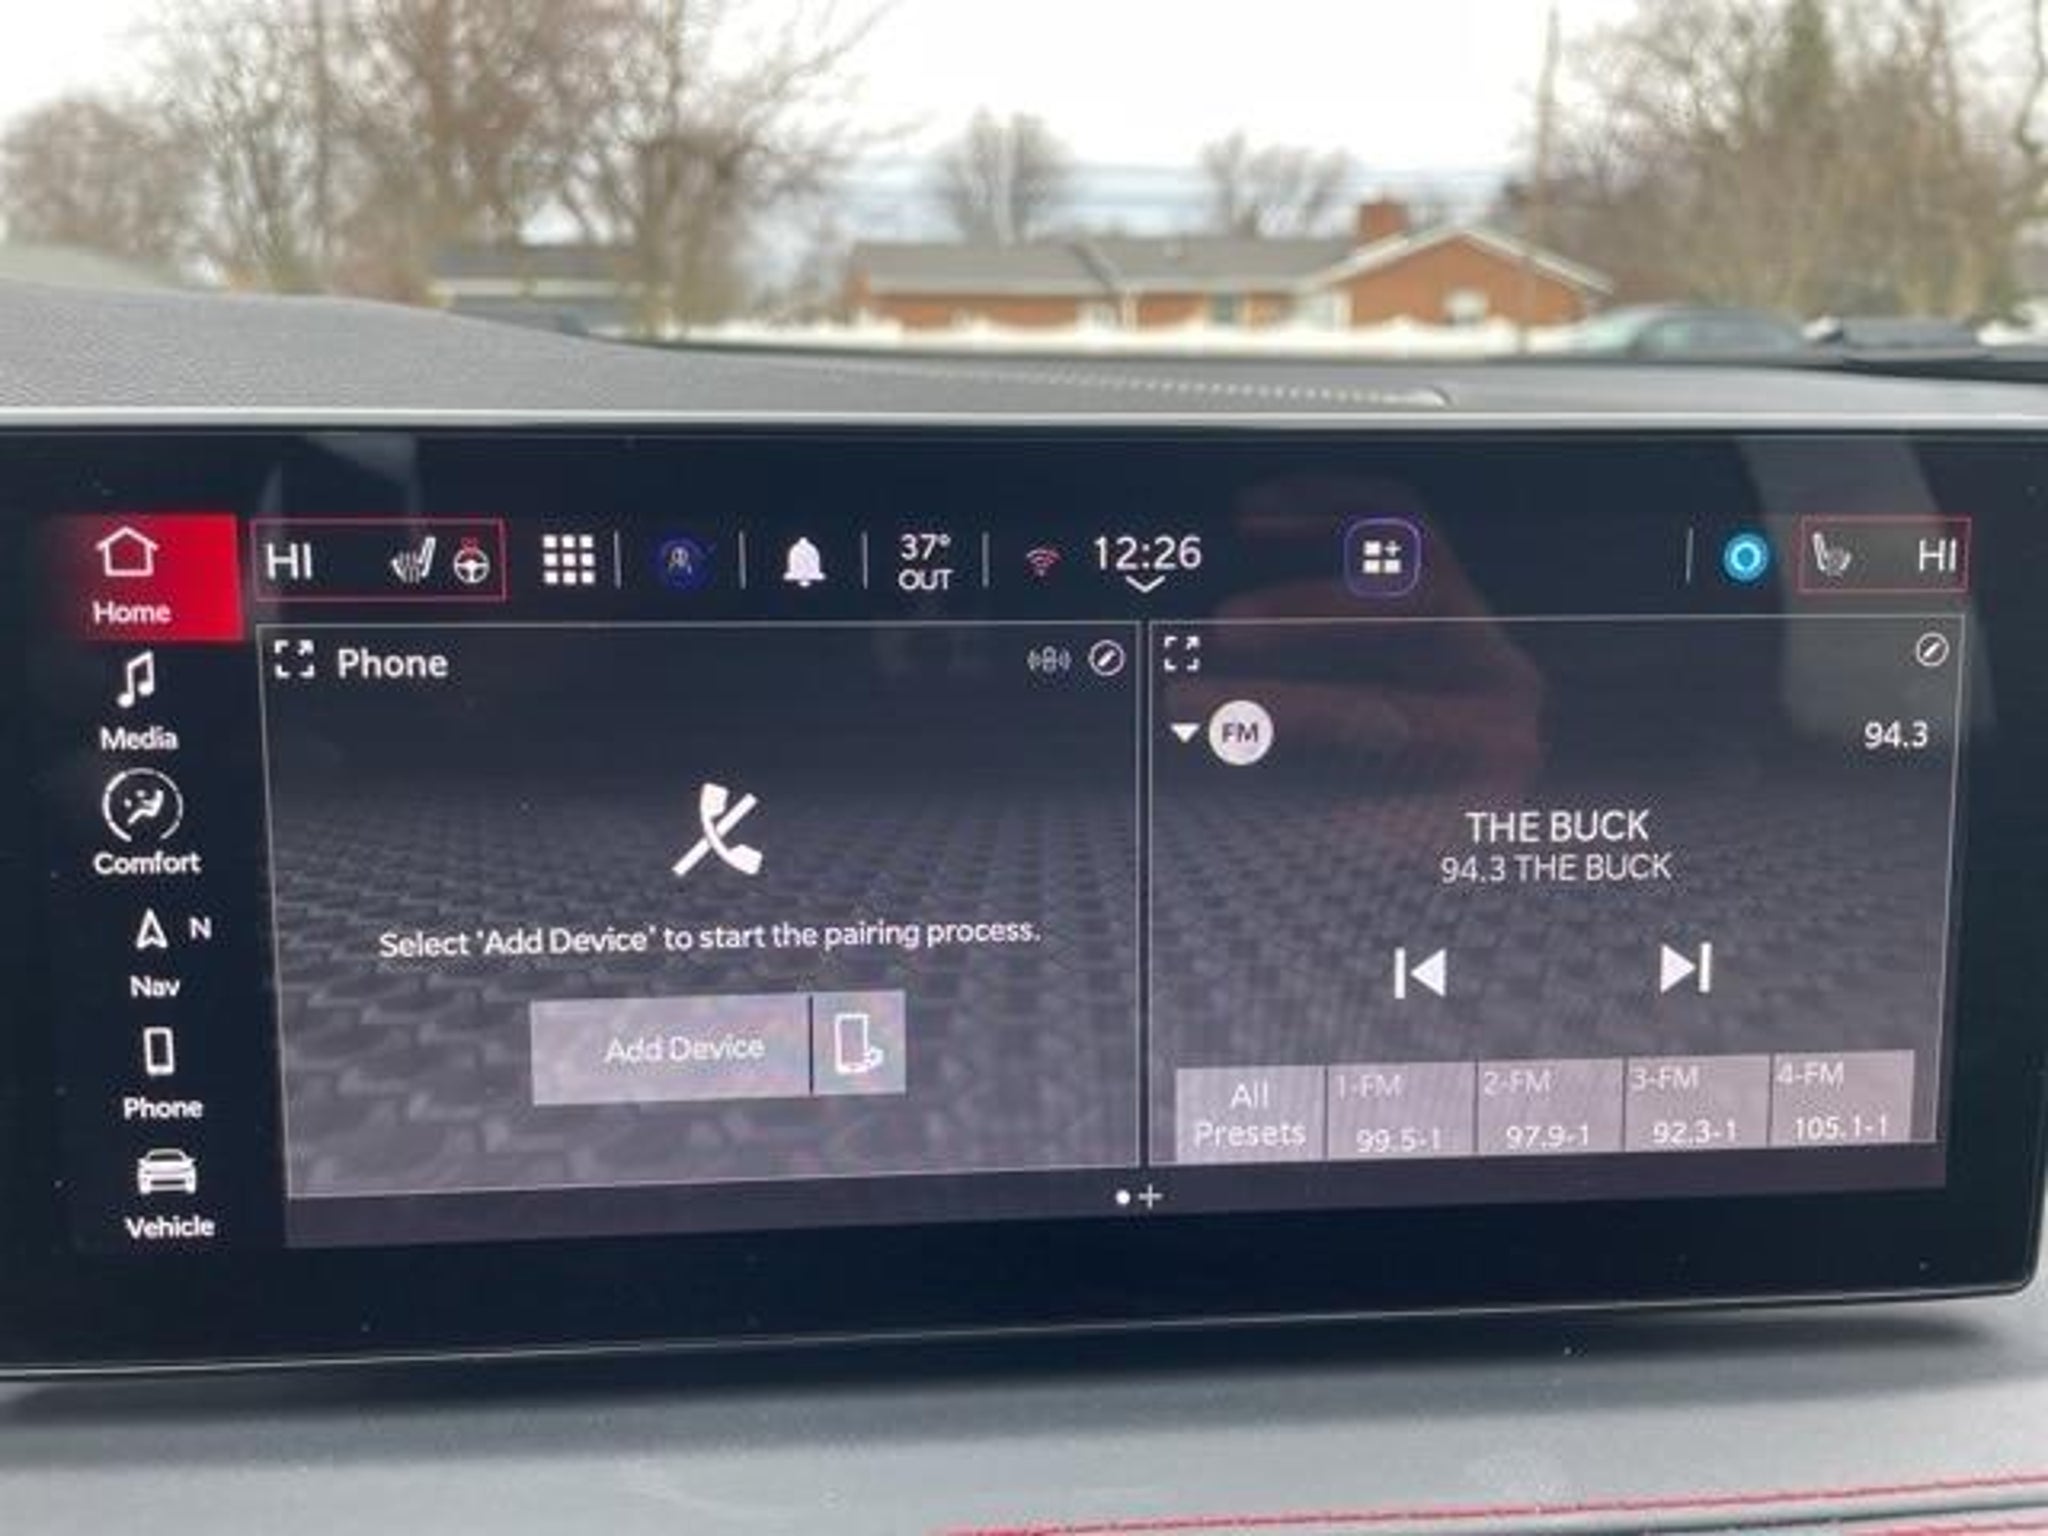 Home
HI
37°
OUT
12:26
HI
Media
Comfort
N
Nav
Phone
Vehicle
Phone
Select 'Add Device' to start the pairing process.
Add Device
FM
94.3
THE BUCK
94.3 THE BUCK
All
Presets
1-FM
99.5-1
2-FM
97.9-1
3-FM
92.3-1
4-FM
105.1-1